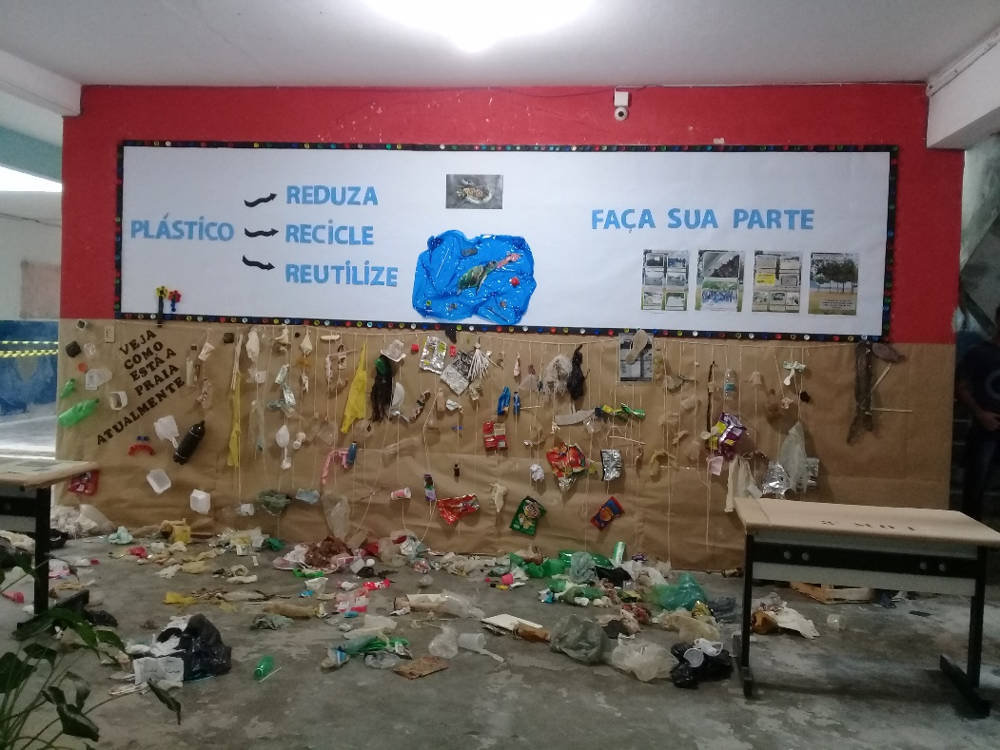 PLÁSTICO
REDUZA
RECICLE
REUTILIZE
FAÇA SUA PARTE
VEJA
COMO
ESTÁ A
PRAIA
ATUALMENTE